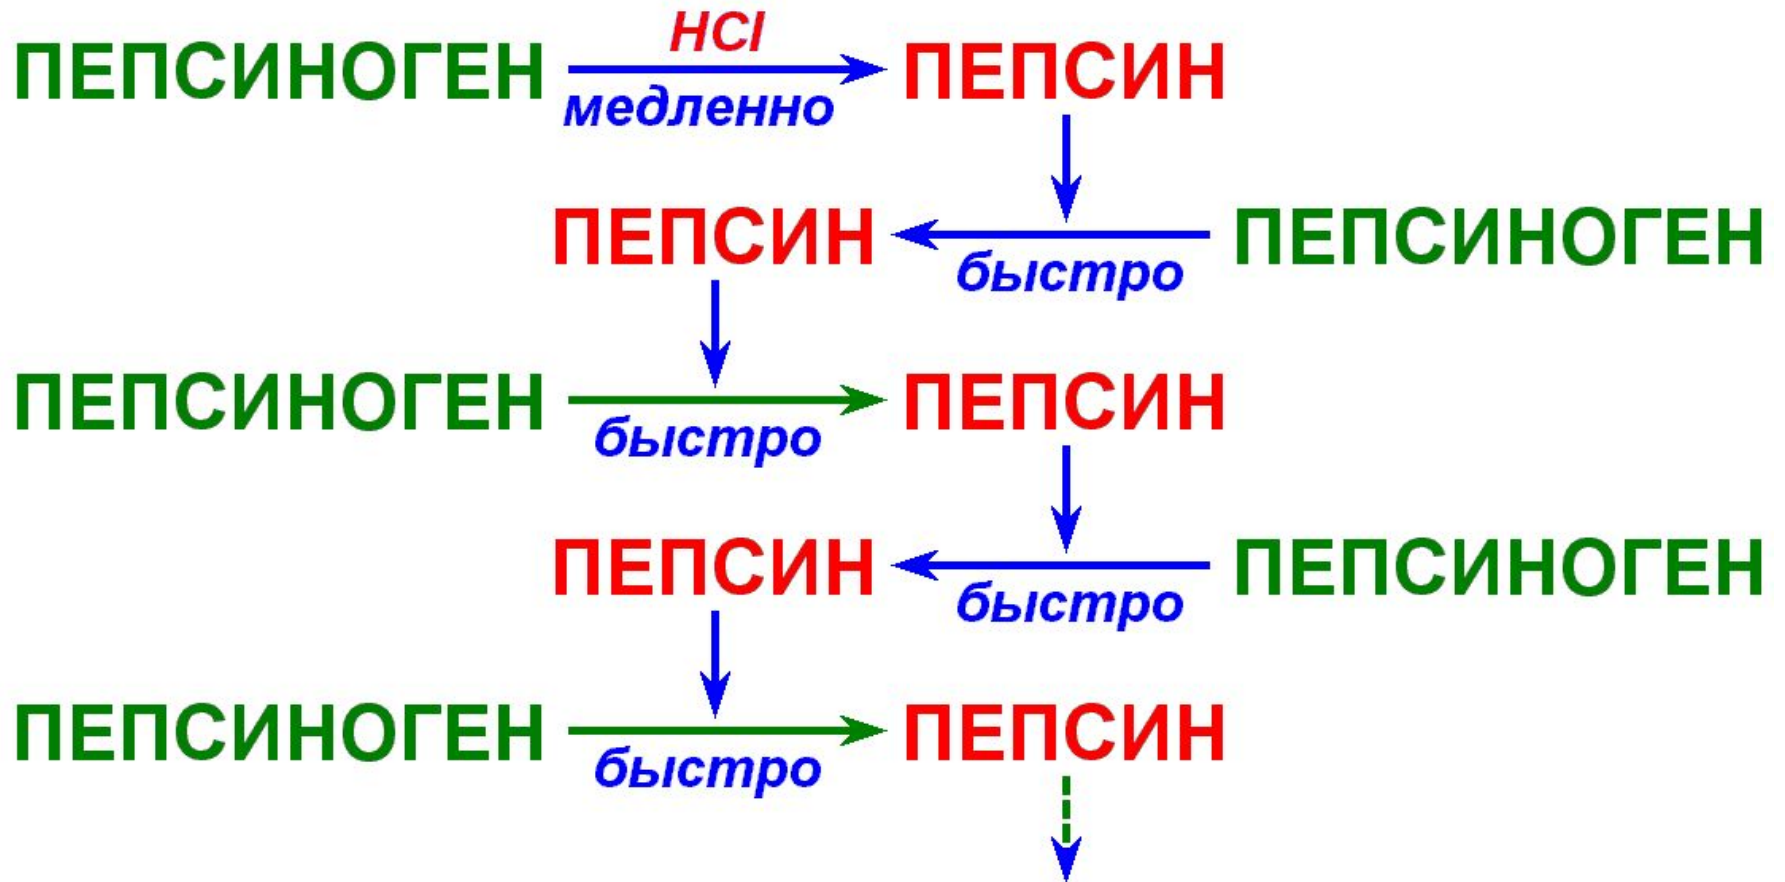 HCl
ПЕПСИНОГЕН ПЕПСИН
медленно
ПЕПСИН ПЕПСИНОГЕН
быстро
ПЕПСИНОГЕН ПЕПСИН
быстро
ПЕПСИН ПЕПСИНОГЕН
быстро
ПЕПСИНОГЕН ПЕПСИН
быстро